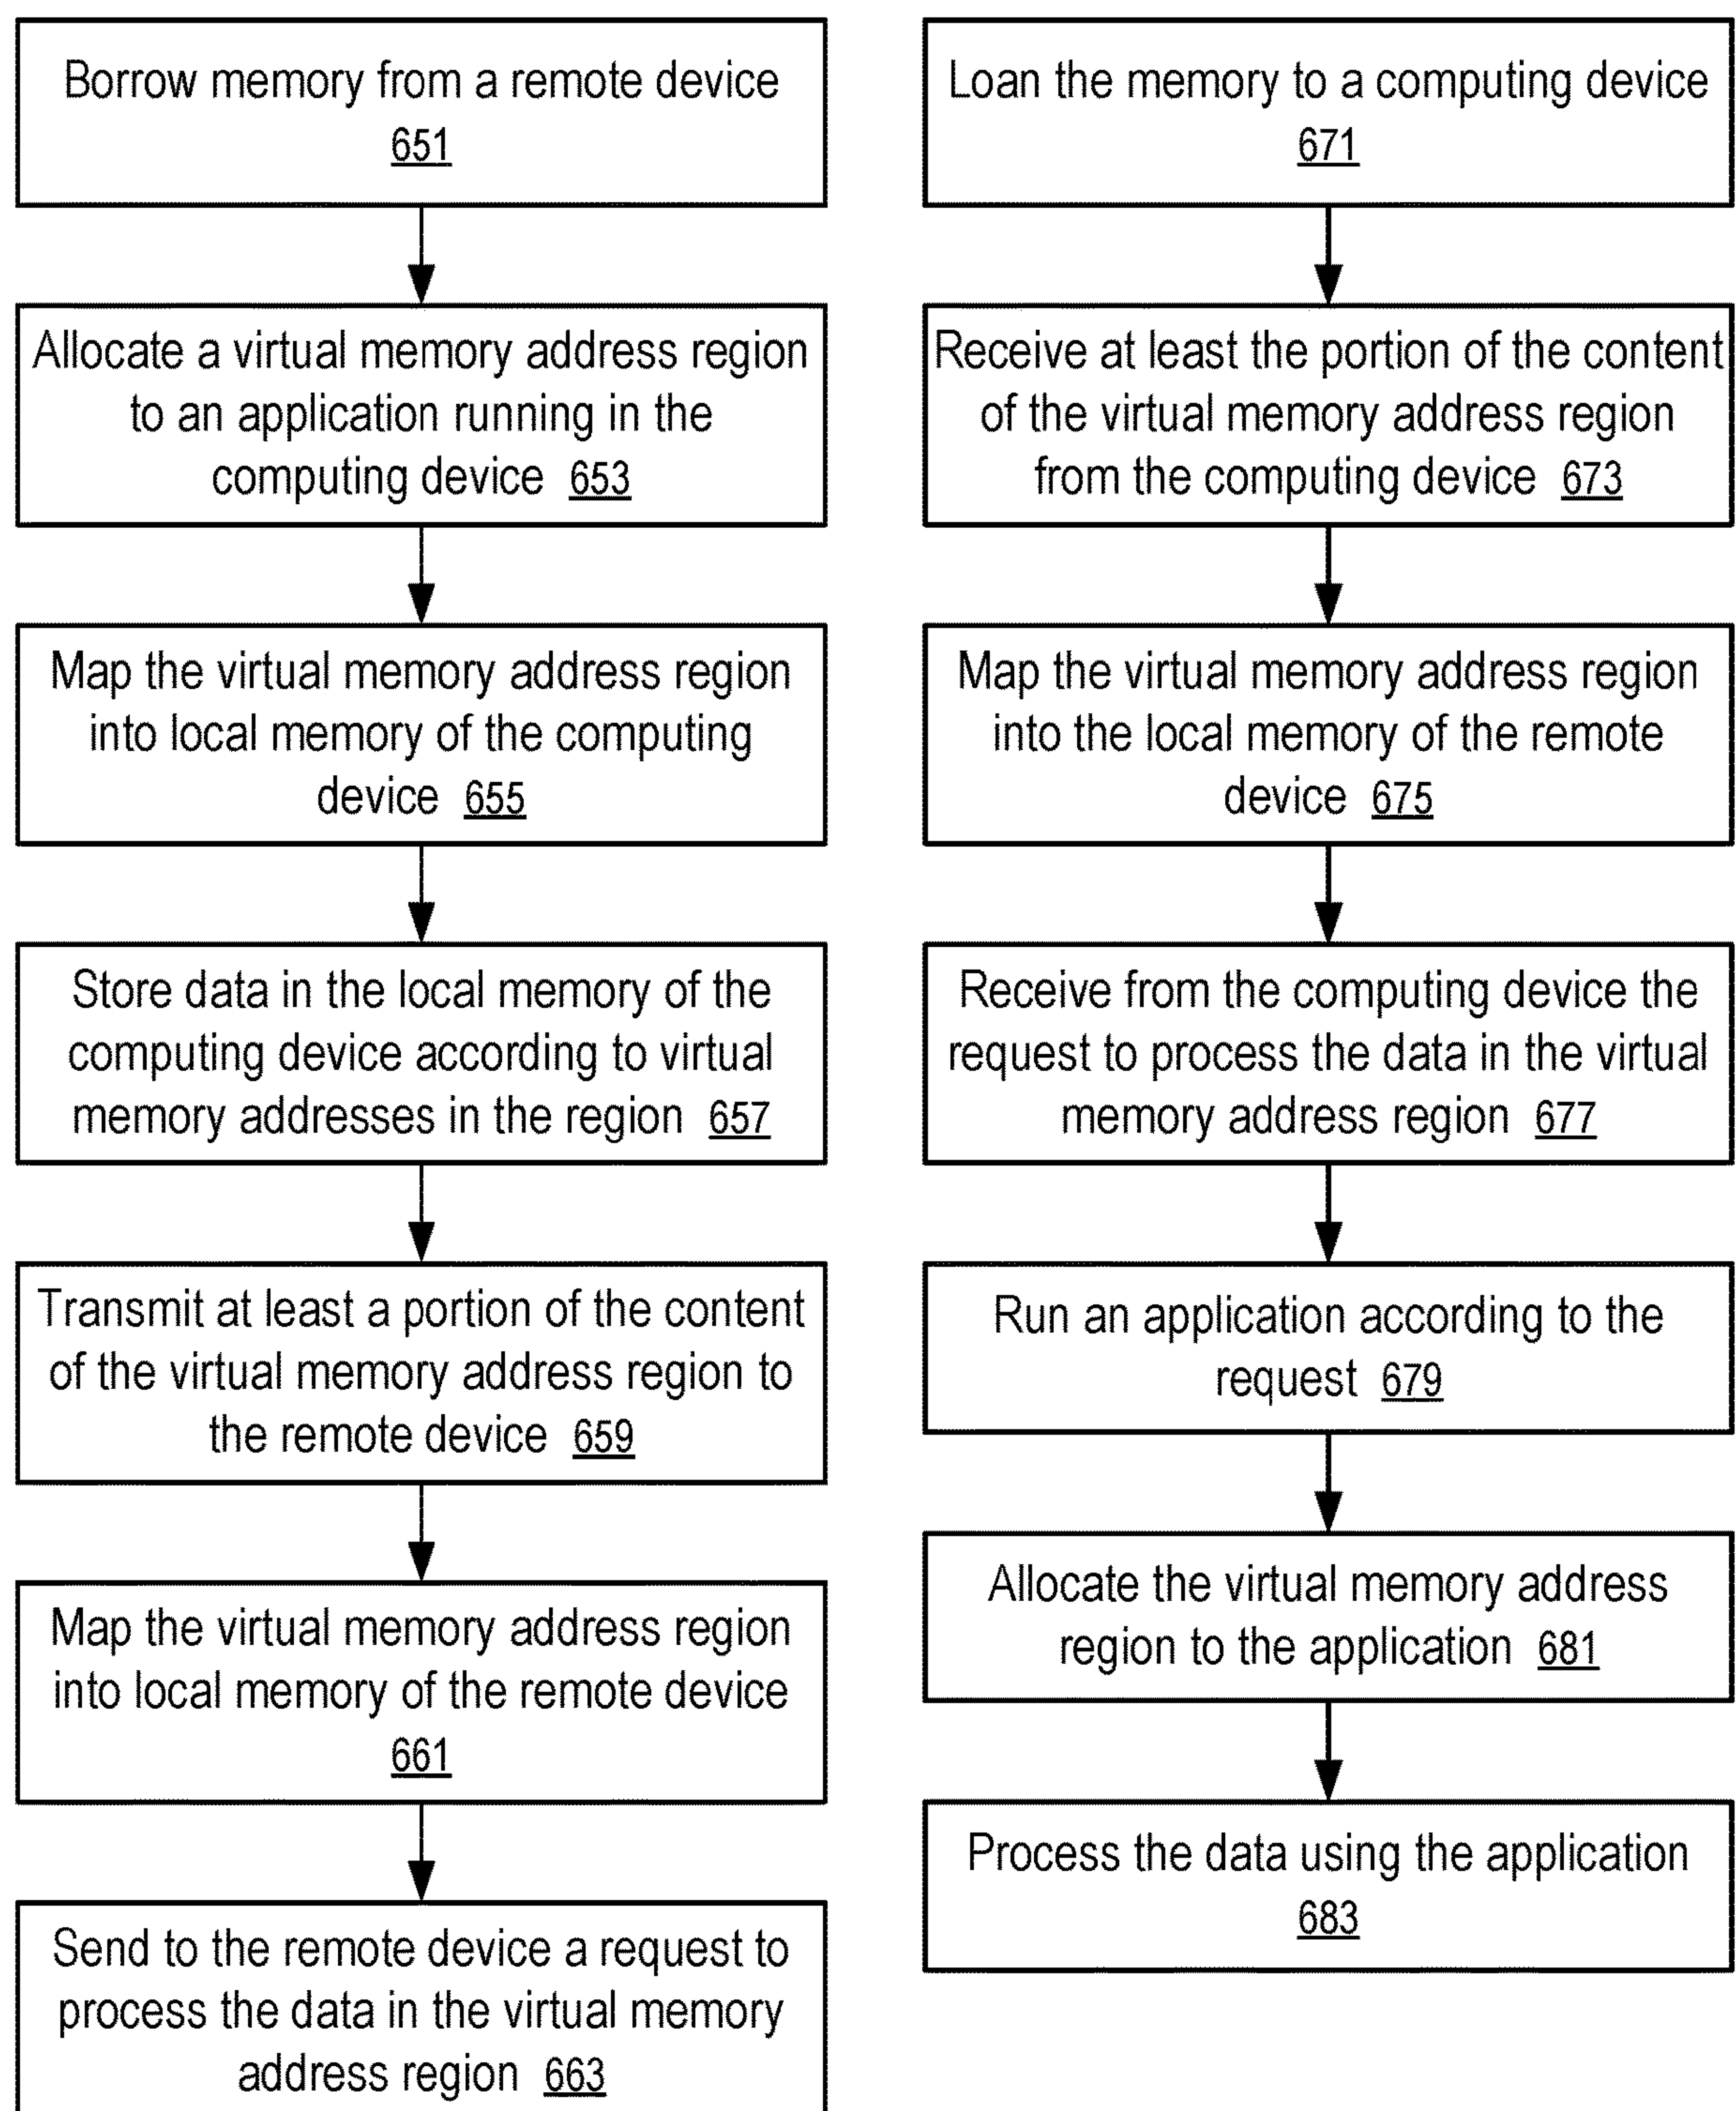 Borrow memory from a remote device
651
Allocate a virtual memory address region
to an application running in the
computing device 653
Map the virtual memory address region
into local memory of the computing
device 655
Store data in the local memory of the
computing device according to virtual
memory addresses in the region 657
Transmit at least a portion of the content
of the virtual memory address region to
the remote device 659
Map the virtual memory address region
into local memory of the remote device
661
Send to the remote device a request to
process the data in the virtual memory
address region 663
Loan the memory to a computing device
671
Receive at least the portion of the content
of the virtual memory address region
from the computing device 673
Map the virtual memory address region
into the local memory of the remote
device 675
Receive from the computing device the
request to process the data in the virtual
memory address region 677
Run an application according to the
request 679
Allocate the virtual memory address
region to the application 681
Process the data using the application
683